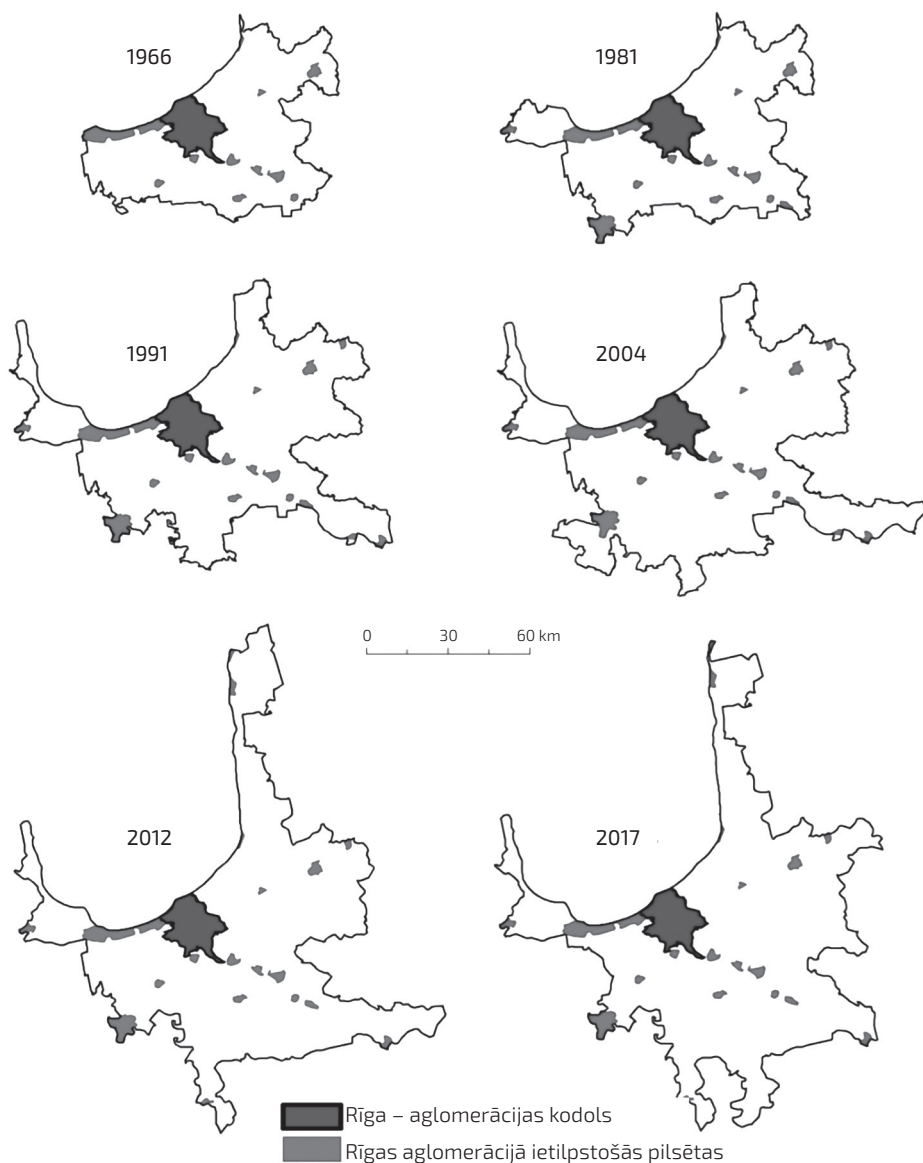 1966
1981
1991
2004
0 30 60 km
2012
2017
Rīga – aglomerācijas kodols
Rīgas aglomerācijā ietilpstošās pilsētas